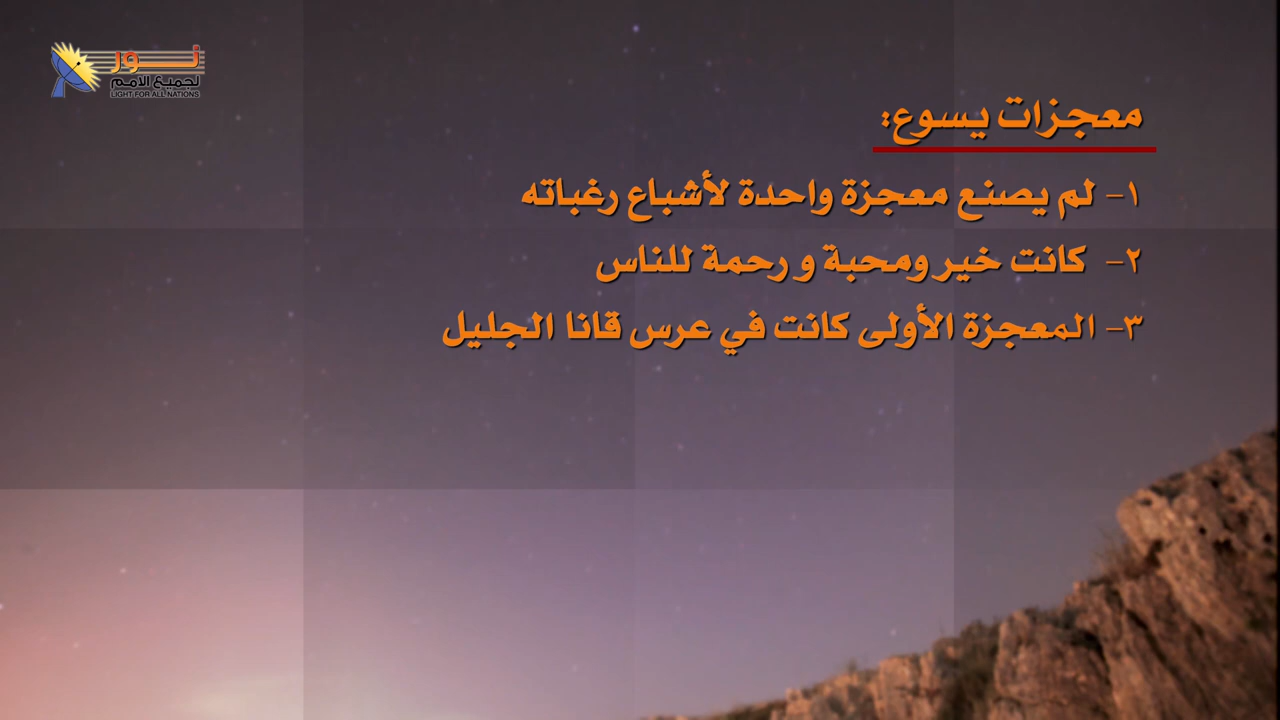 نور
لجميع الأمم
LIGHT FOR ALL NATIONS
معجزات يسوع:
١- لم يصنع معجزة واحدة لأشباع رغباته
٢- كانت خير ومحبة و رحمة للناس
٣- المعجزة الأولى كانت في عرس قانا الجليل